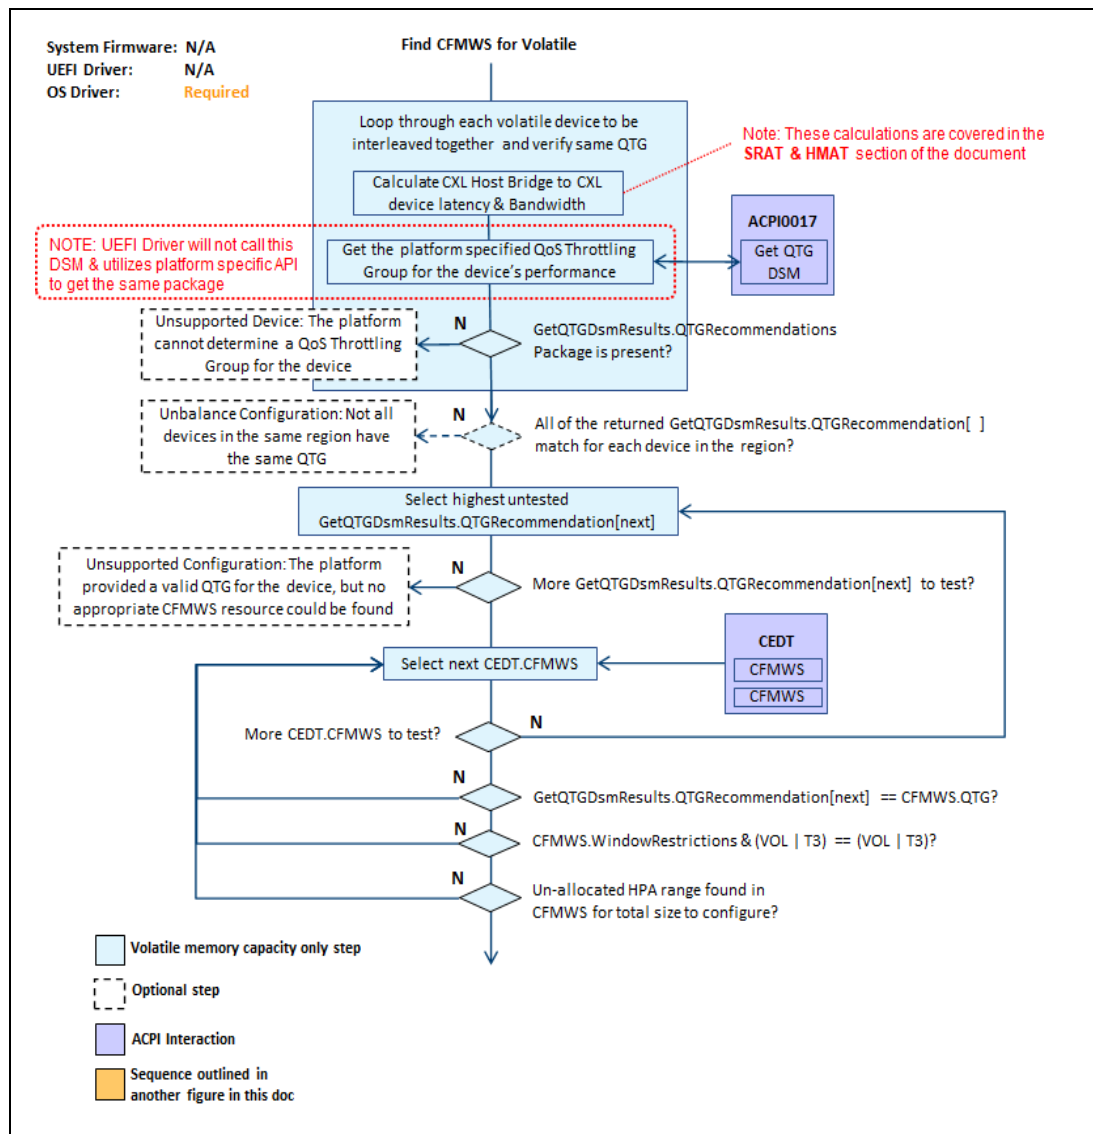 System Firmware: N/A
UEFI Driver: N/A
OS Driver: Required
Find CFMWS for Volatile
Loop through each volatile device to be
interleaved together and verify same QTG
Note: These calculations are covered in the
SRAT & HMAT section of the document
Calculate CXL Host Bridge to CXL
device latency & Bandwidth
ACPI0017
Get QTG
DSM
NOTE: UEFI Driver will not call this
DSM & utilizes platform specific API
to get the same package
Get the platform specified QoS Throttling
Group for the device's performance
Unsupported Device: The platform
cannot determine a QoS Throttling
Group for the device
N
GetQTGDsmResults.QTGRecommendations
Package is present?
Unbalance Configuration: Not all
devices in the same region have
the same QTG
N
All of the returned GetQTGDsmResults.QTGRecommendation[ ]
match for each device in the region?
Select highest untested
GetQTGDsmResults.QTGRecommendation[next]
Unsupported Configuration: The platform
provided a valid QTG for the device, but no
appropriate CFMWS resource could be found
N
More GetQTGDsmResults.QTGRecommendation[next] to test?
Select next CEDT.CFMWS
CEDT
CFMWS
CFMWS
More CEDT.CFMWS to test?
N
N
GetQTGDsmResults.QTGRecommendation[next] == CFMWS.QTG?
N
CFMWS.WindowRestrictions & (VOL | T3) == (VOL | T3)?
N
Un-allocated HPA range found in
CFMWS for total size to configure?
Volatile memory capacity only step
Optional step
ACPI Interaction
Sequence outlined in
another figure in this doc